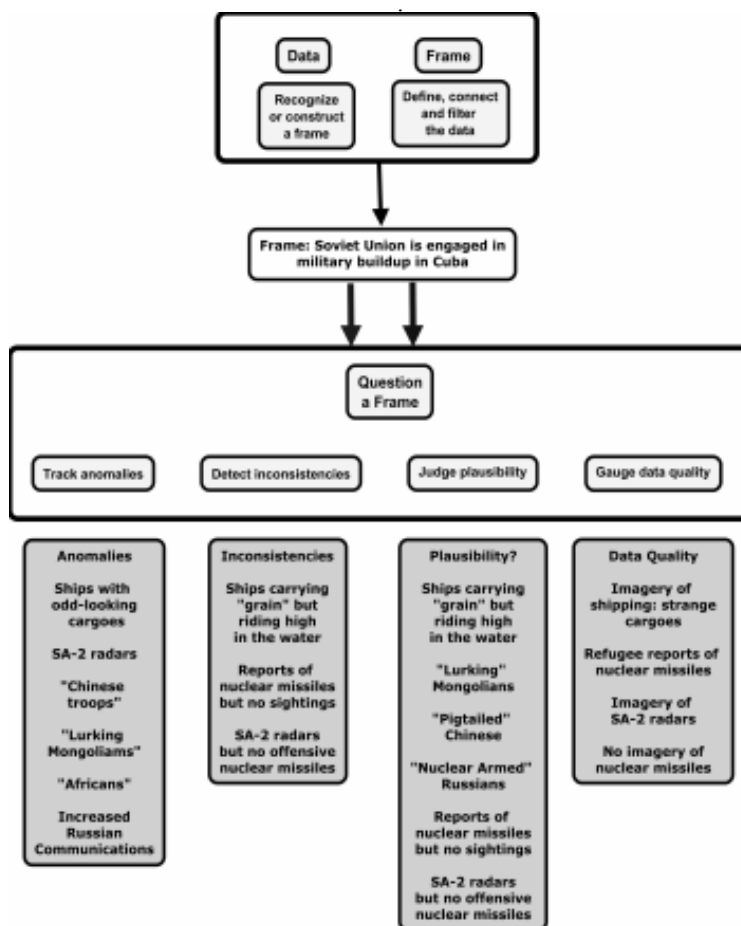 Data
Frame
Recognize
or construct
a frame
Define, connect
and filter
the data
Frame: Soviet Union is engaged in
military buildup in Cuba
Question
a Frame
Track anomalies
Detect inconsistencies
Judge plausibility
Gauge data quality
Anomalies
Ships with
odd-looking
cargoes
SA-2 radars
"Chinese
troops"
"Lurking
Mongoliams"
"Africans"
Increased
Russian
Communications
Inconsistencies
Ships carrying
"grain" but
riding high
in the water
Reports of
nuclear missiles
but no sightings
SA-2 radars
but no offensive
nuclear missiles
Plausibility?
Ships carrying
"grain" but
riding high
in the water
"Lurking"
Mongolians
"Pigtailed"
Chinese
"Nuclear Armed"
Russians
Reports of
nuclear missiles
but no sightings
SA-2 radars
but no offensive
nuclear missiles
Data Quality
Imagery of
shipping: strange
cargoes
Refugee reports of
nuclear missiles
Imagery of
SA-2 radars
No imagery of
nuclear missiles